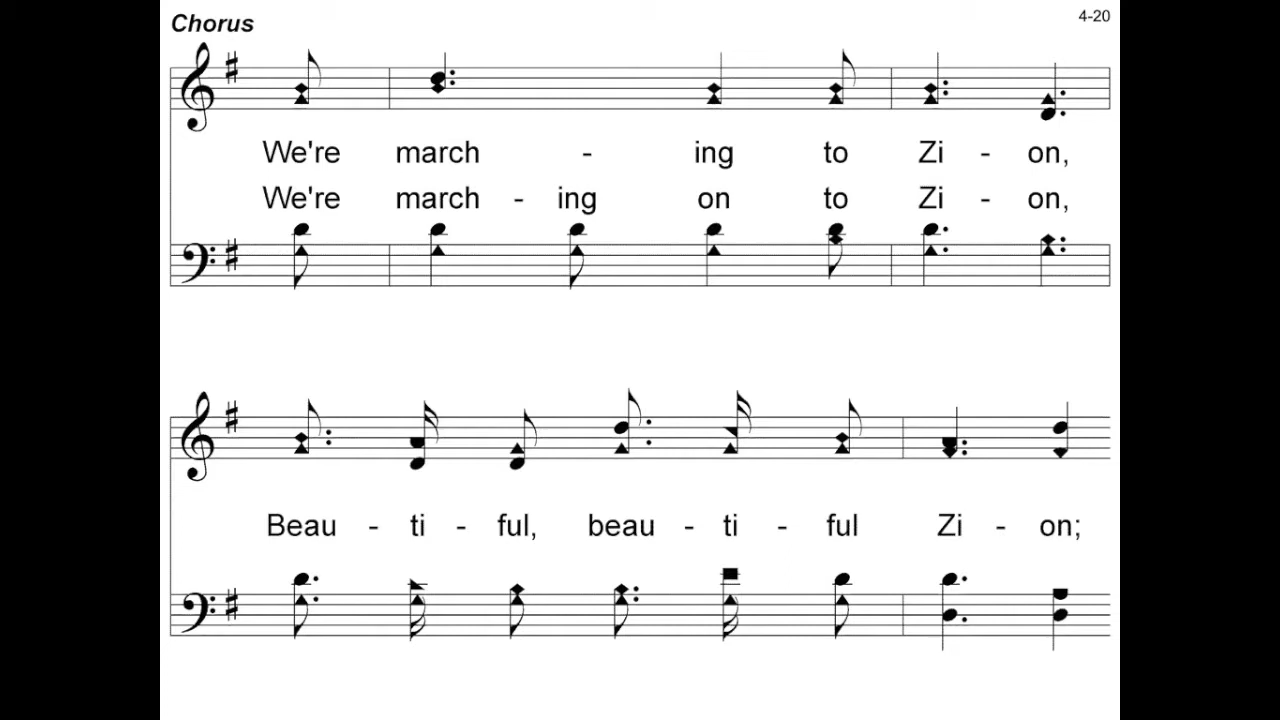 Chorus
4-20
We're march - ing to Zi - on,
We're march - ing on to Zi - on,
Beau - ti - ful, beau - ti - ful Zi - on;